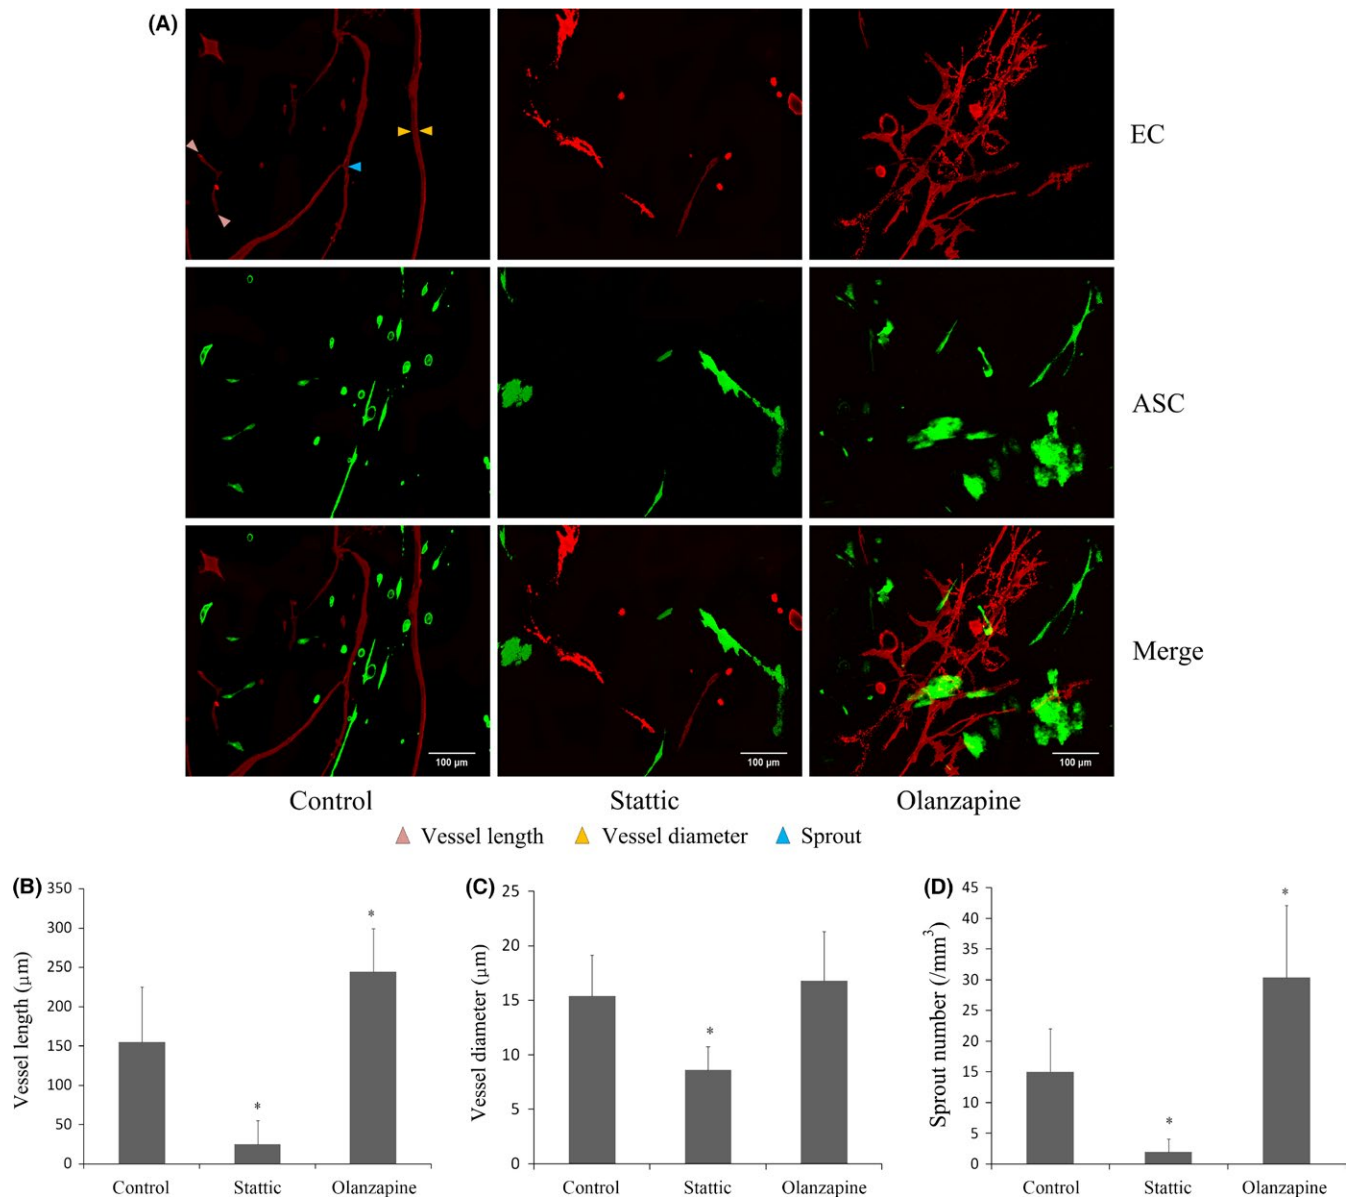 (A)
EC
ASC
Merge
100 μm
100 μm
100 μm
Control
Stattic
Olanzapine
Vessel length
Vessel diameter
Sprout
(B)
Vessel length (μm)
350
300
250
200
150
100
50
0
Control
Stattic
Olanzapine
*
*
(C)
Vessel diameter (μm)
25
20
15
10
5
0
Control
Stattic
Olanzapine
*
(D)
Sprout number (/mm³)
45
40
35
30
25
20
15
10
5
0
Control
Stattic
Olanzapine
*
*